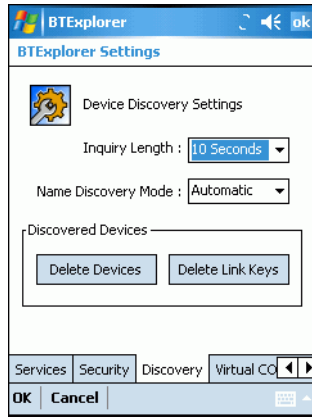 BTExplorer ok
BTExplorer Settings
Device Discovery Settings
Inquiry Length : 10 Seconds
Name Discovery Mode : Automatic
Discovered Devices
Delete Devices Delete Link Keys
Services Security Discovery Virtual CO
OK Cancel